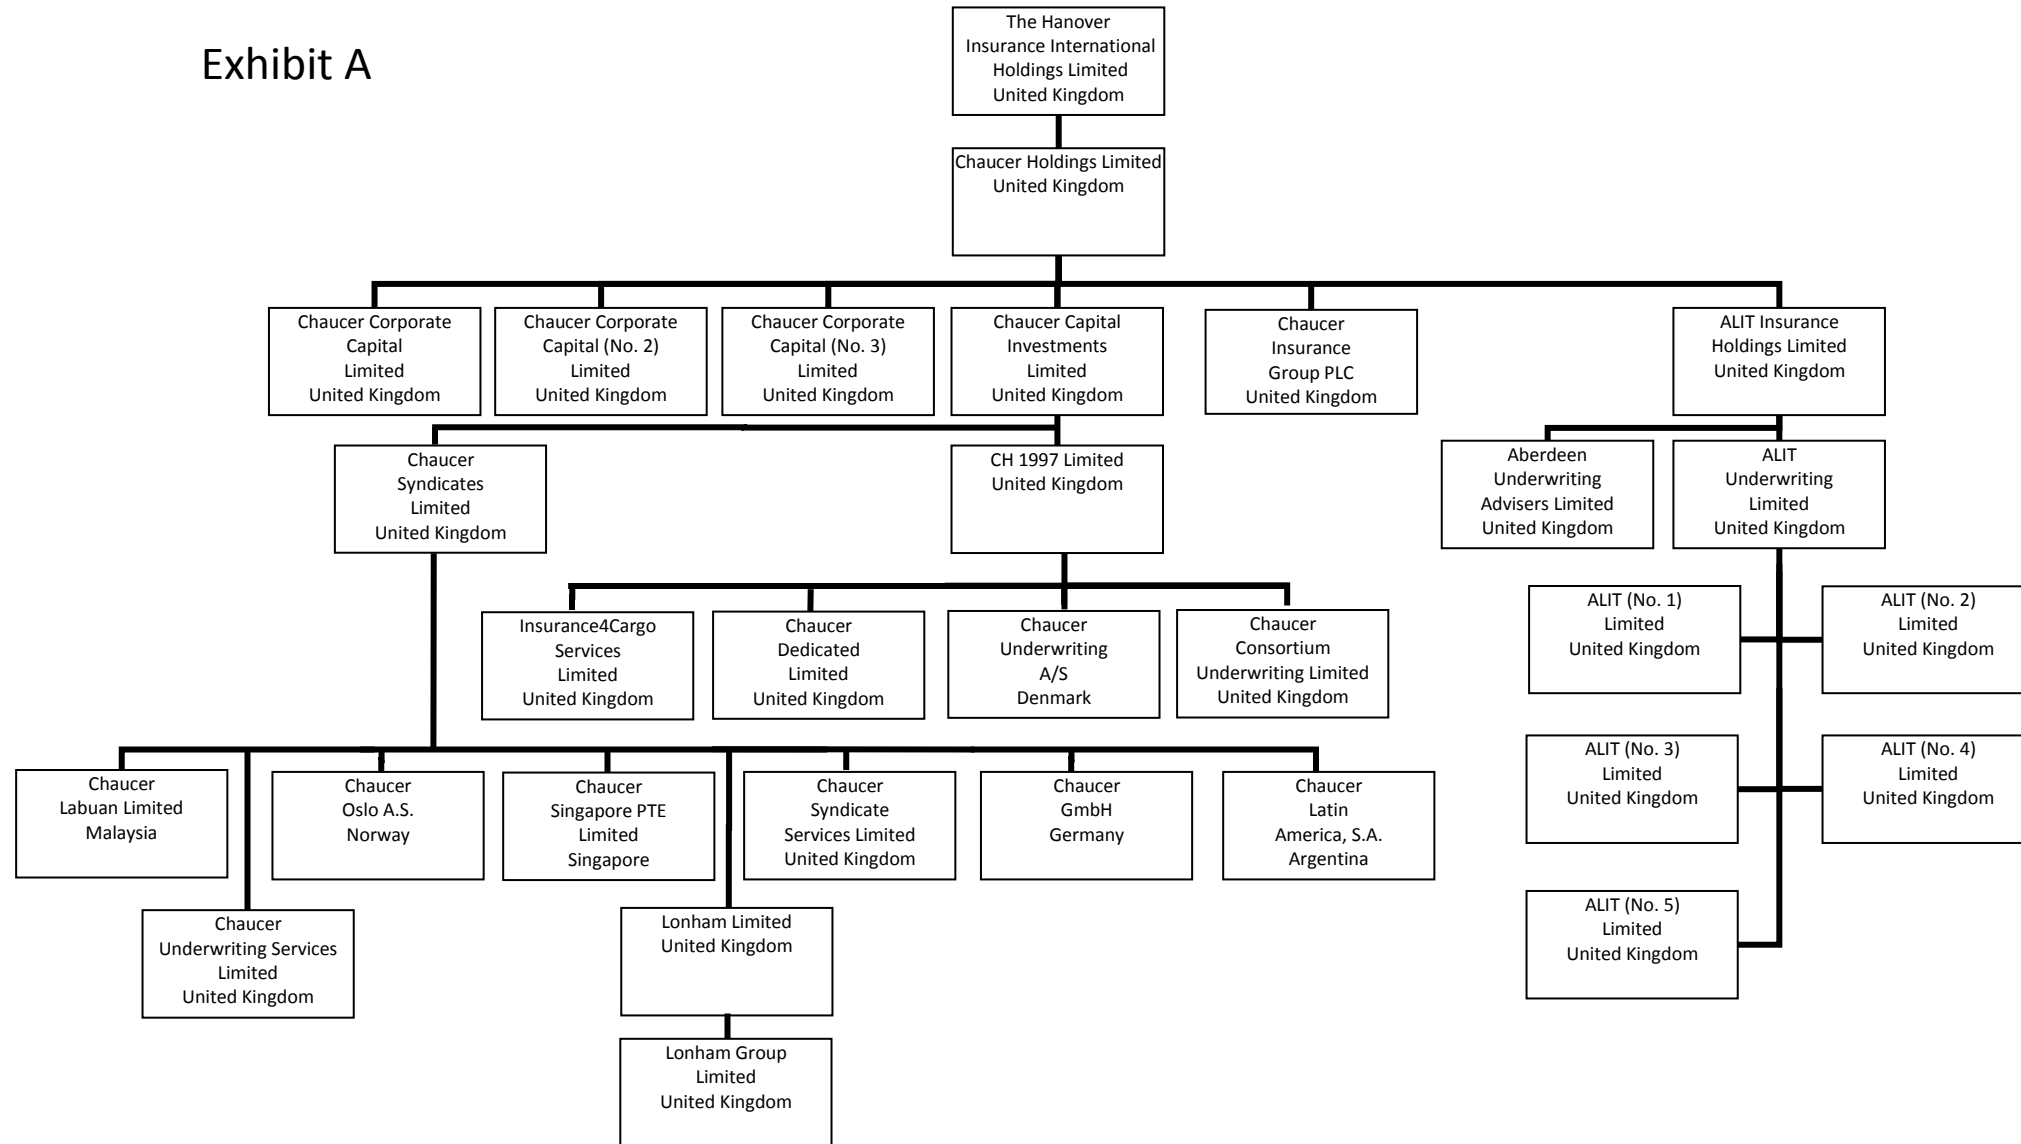 Exhibit A
The Hanover
Insurance International
Holdings Limited
United Kingdom
Chaucer Holdings Limited
United Kingdom
Chaucer Corporate
Capital
Limited
United Kingdom
Chaucer Corporate
Capital (No. 2)
Limited
United Kingdom
Chaucer Corporate
Capital (No. 3)
Limited
United Kingdom
Chaucer Capital
Investments
Limited
United Kingdom
Chaucer
Insurance
Group PLC
United Kingdom
ALIT Insurance
Holdings Limited
United Kingdom
Chaucer
Syndicates
Limited
United Kingdom
CH 1997 Limited
United Kingdom
Aberdeen
Underwriting
Advisers Limited
United Kingdom
ALIT
Underwriting
Limited
United Kingdom
Insurance4Cargo
Services
Limited
United Kingdom
Chaucer
Dedicated
Limited
United Kingdom
Chaucer
Underwriting
A/S
Denmark
Chaucer
Consortium
Underwriting Limited
United Kingdom
ALIT (No. 1)
Limited
United Kingdom
ALIT (No. 2)
Limited
United Kingdom
ALIT (No. 3)
Limited
United Kingdom
ALIT (No. 4)
Limited
United Kingdom
Chaucer
Labuan Limited
Malaysia
Chaucer
Oslo A.S.
Norway
Chaucer
Singapore PTE
Limited
Singapore
Chaucer
Syndicate
Services Limited
United Kingdom
Chaucer
GmbH
Germany
Chaucer
Latin
America, S.A.
Argentina
ALIT (No. 5)
Limited
United Kingdom
Chaucer
Underwriting Services
Limited
United Kingdom
Lonham Limited
United Kingdom
Lonham Group
Limited
United Kingdom